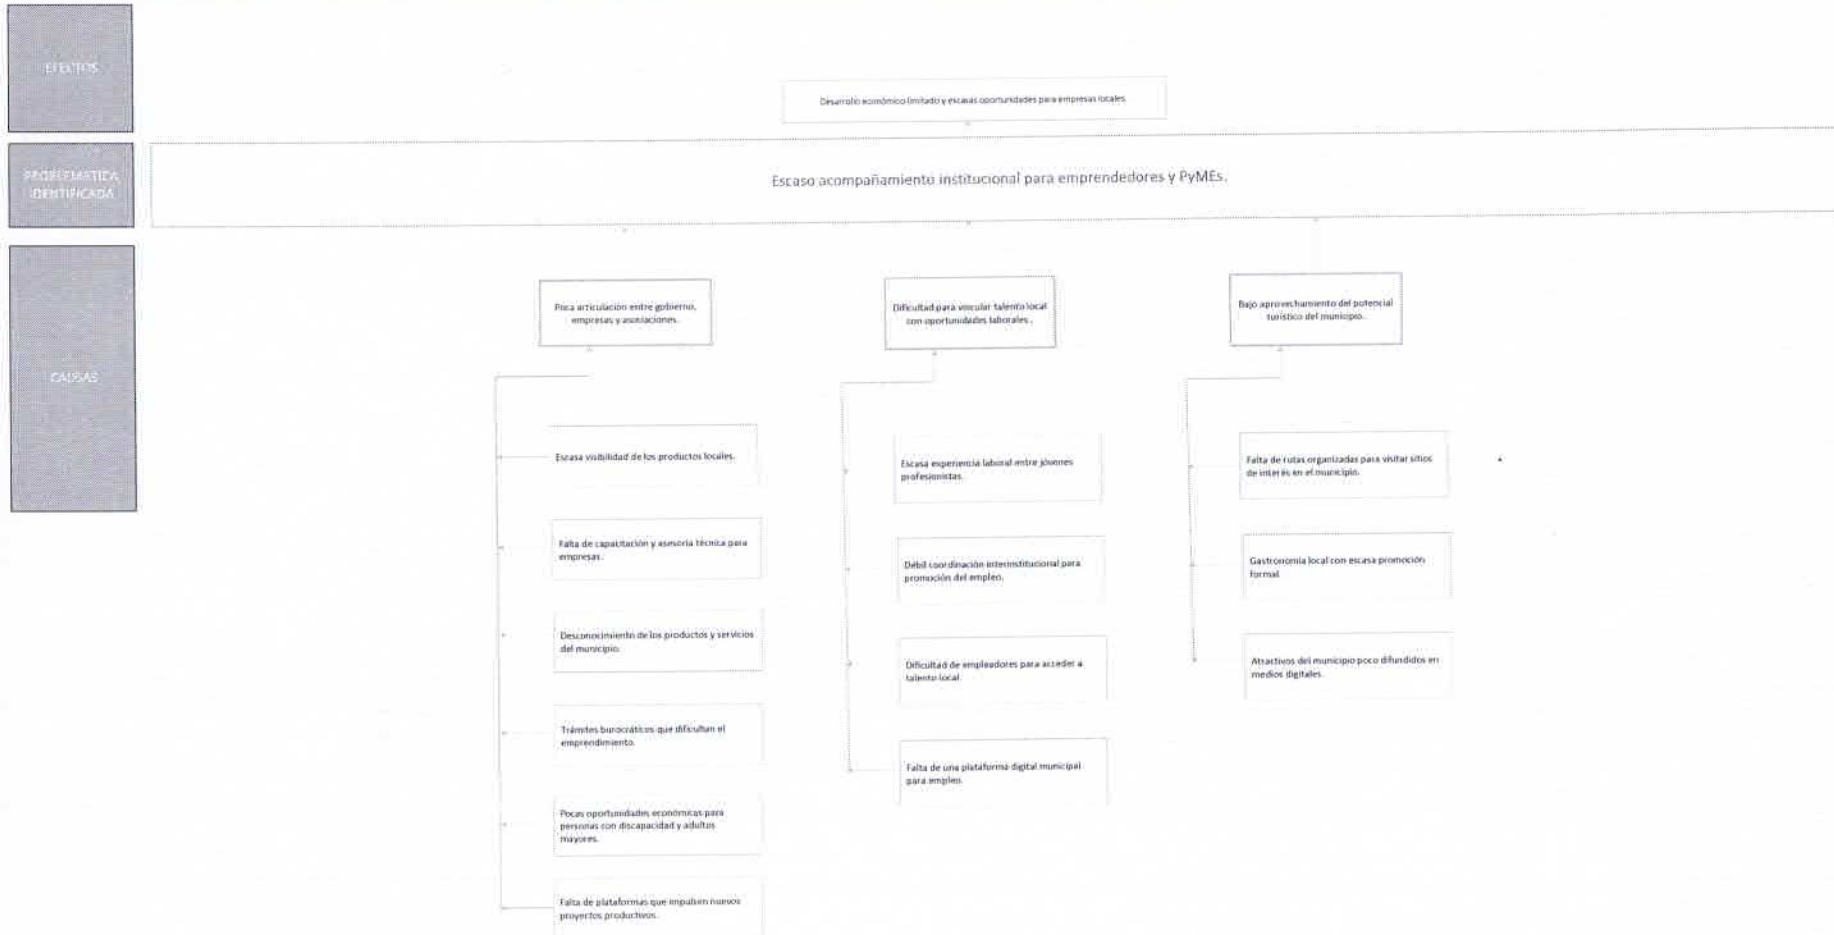 EFECTOS
Desarrollo económico limitado y escasas oportunidades para empresas locales.
PROBLEMÁTICA
IDENTIFICADA
Escaso acompañamiento institucional para emprendedores y PyMEs.
CAUSAS
Poca articulación entre gobierno,
empresas y asociaciones.
Escasa visibilidad de los productos locales.
Falta de capacitación y asesoría técnica para
empresas.
Desconocimiento de los productos y servicios
del municipio.
Trámites burocráticos que dificultan el
emprendimiento.
Pocas oportunidades económicas para
personas con discapacidad y adultos
mayores.
Falta de plataformas que impulsen nuevos
proyectos productivos.
Dificultad para vincular talento local
con oportunidades laborales.
Escasa experiencia laboral entre jóvenes
profesionistas.
Débil coordinación interinstitucional para
promoción del empleo.
Dificultad de empleadores para acceder a
talento local.
Falta de una plataforma digital municipal
para empleo.
Bajo aprovechamiento del potencial
turístico del municipio.
Falta de rutas organizadas para visitar sitios
de interés en el municipio.
Gastronomía local con escasa promoción
formal.
Atractivos del municipio poco difundidos en
medios digitales.